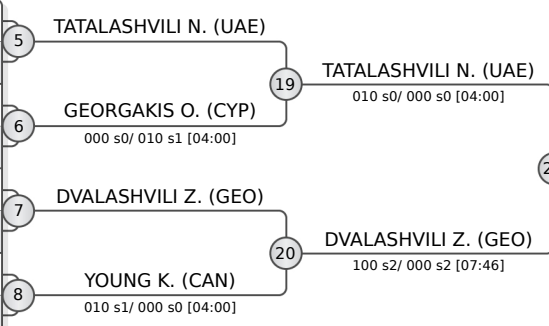 5
TATALASHVILI N. (UAE)
19
TATALASHVILI N. (UAE)
010 s0/ 000 s0 [04:00]
6
GEORGAKIS O. (CYP)
000 s0/ 010 s1 [04:00]
7
DVALASHVILI Z. (GEO)
20
DVALASHVILI Z. (GEO)
100 s2/ 000 s2 [07:46]
8
YOUNG K. (CAN)
010 s1/ 000 s0 [04:00]